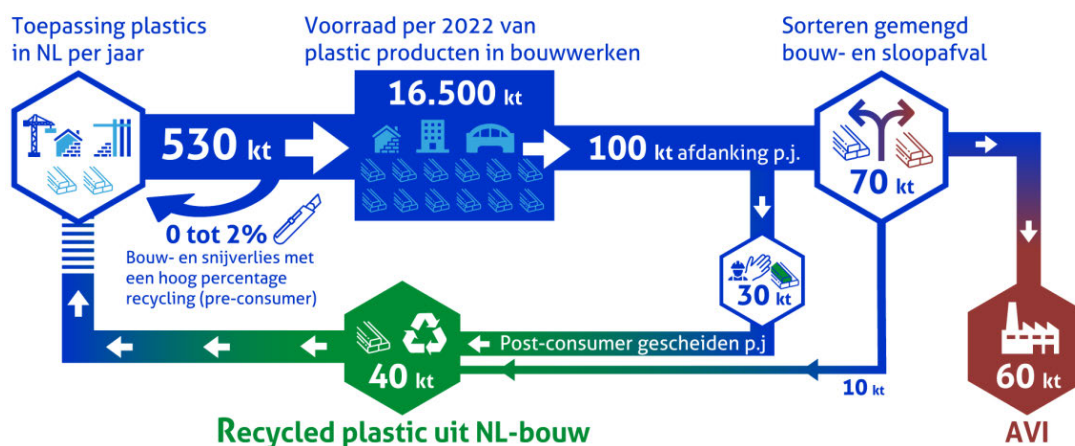 Toepassing plastics
in NL per jaar
Voorraad per 2022 van
plastic producten in bouwwerken
Sorteren gemengd
bouw- en sloopafval
530 kt
16.500 kt
100 kt afdanking p.j.
70 kt
0 tot 2%
Bouw- en snijverlies met
een hoog percentage
recycling (pre-consumer)
30 kt
Post-consumer gescheiden p.j
40 kt
10 kt
60 kt
Recycled plastic uit NL-bouw
AVI